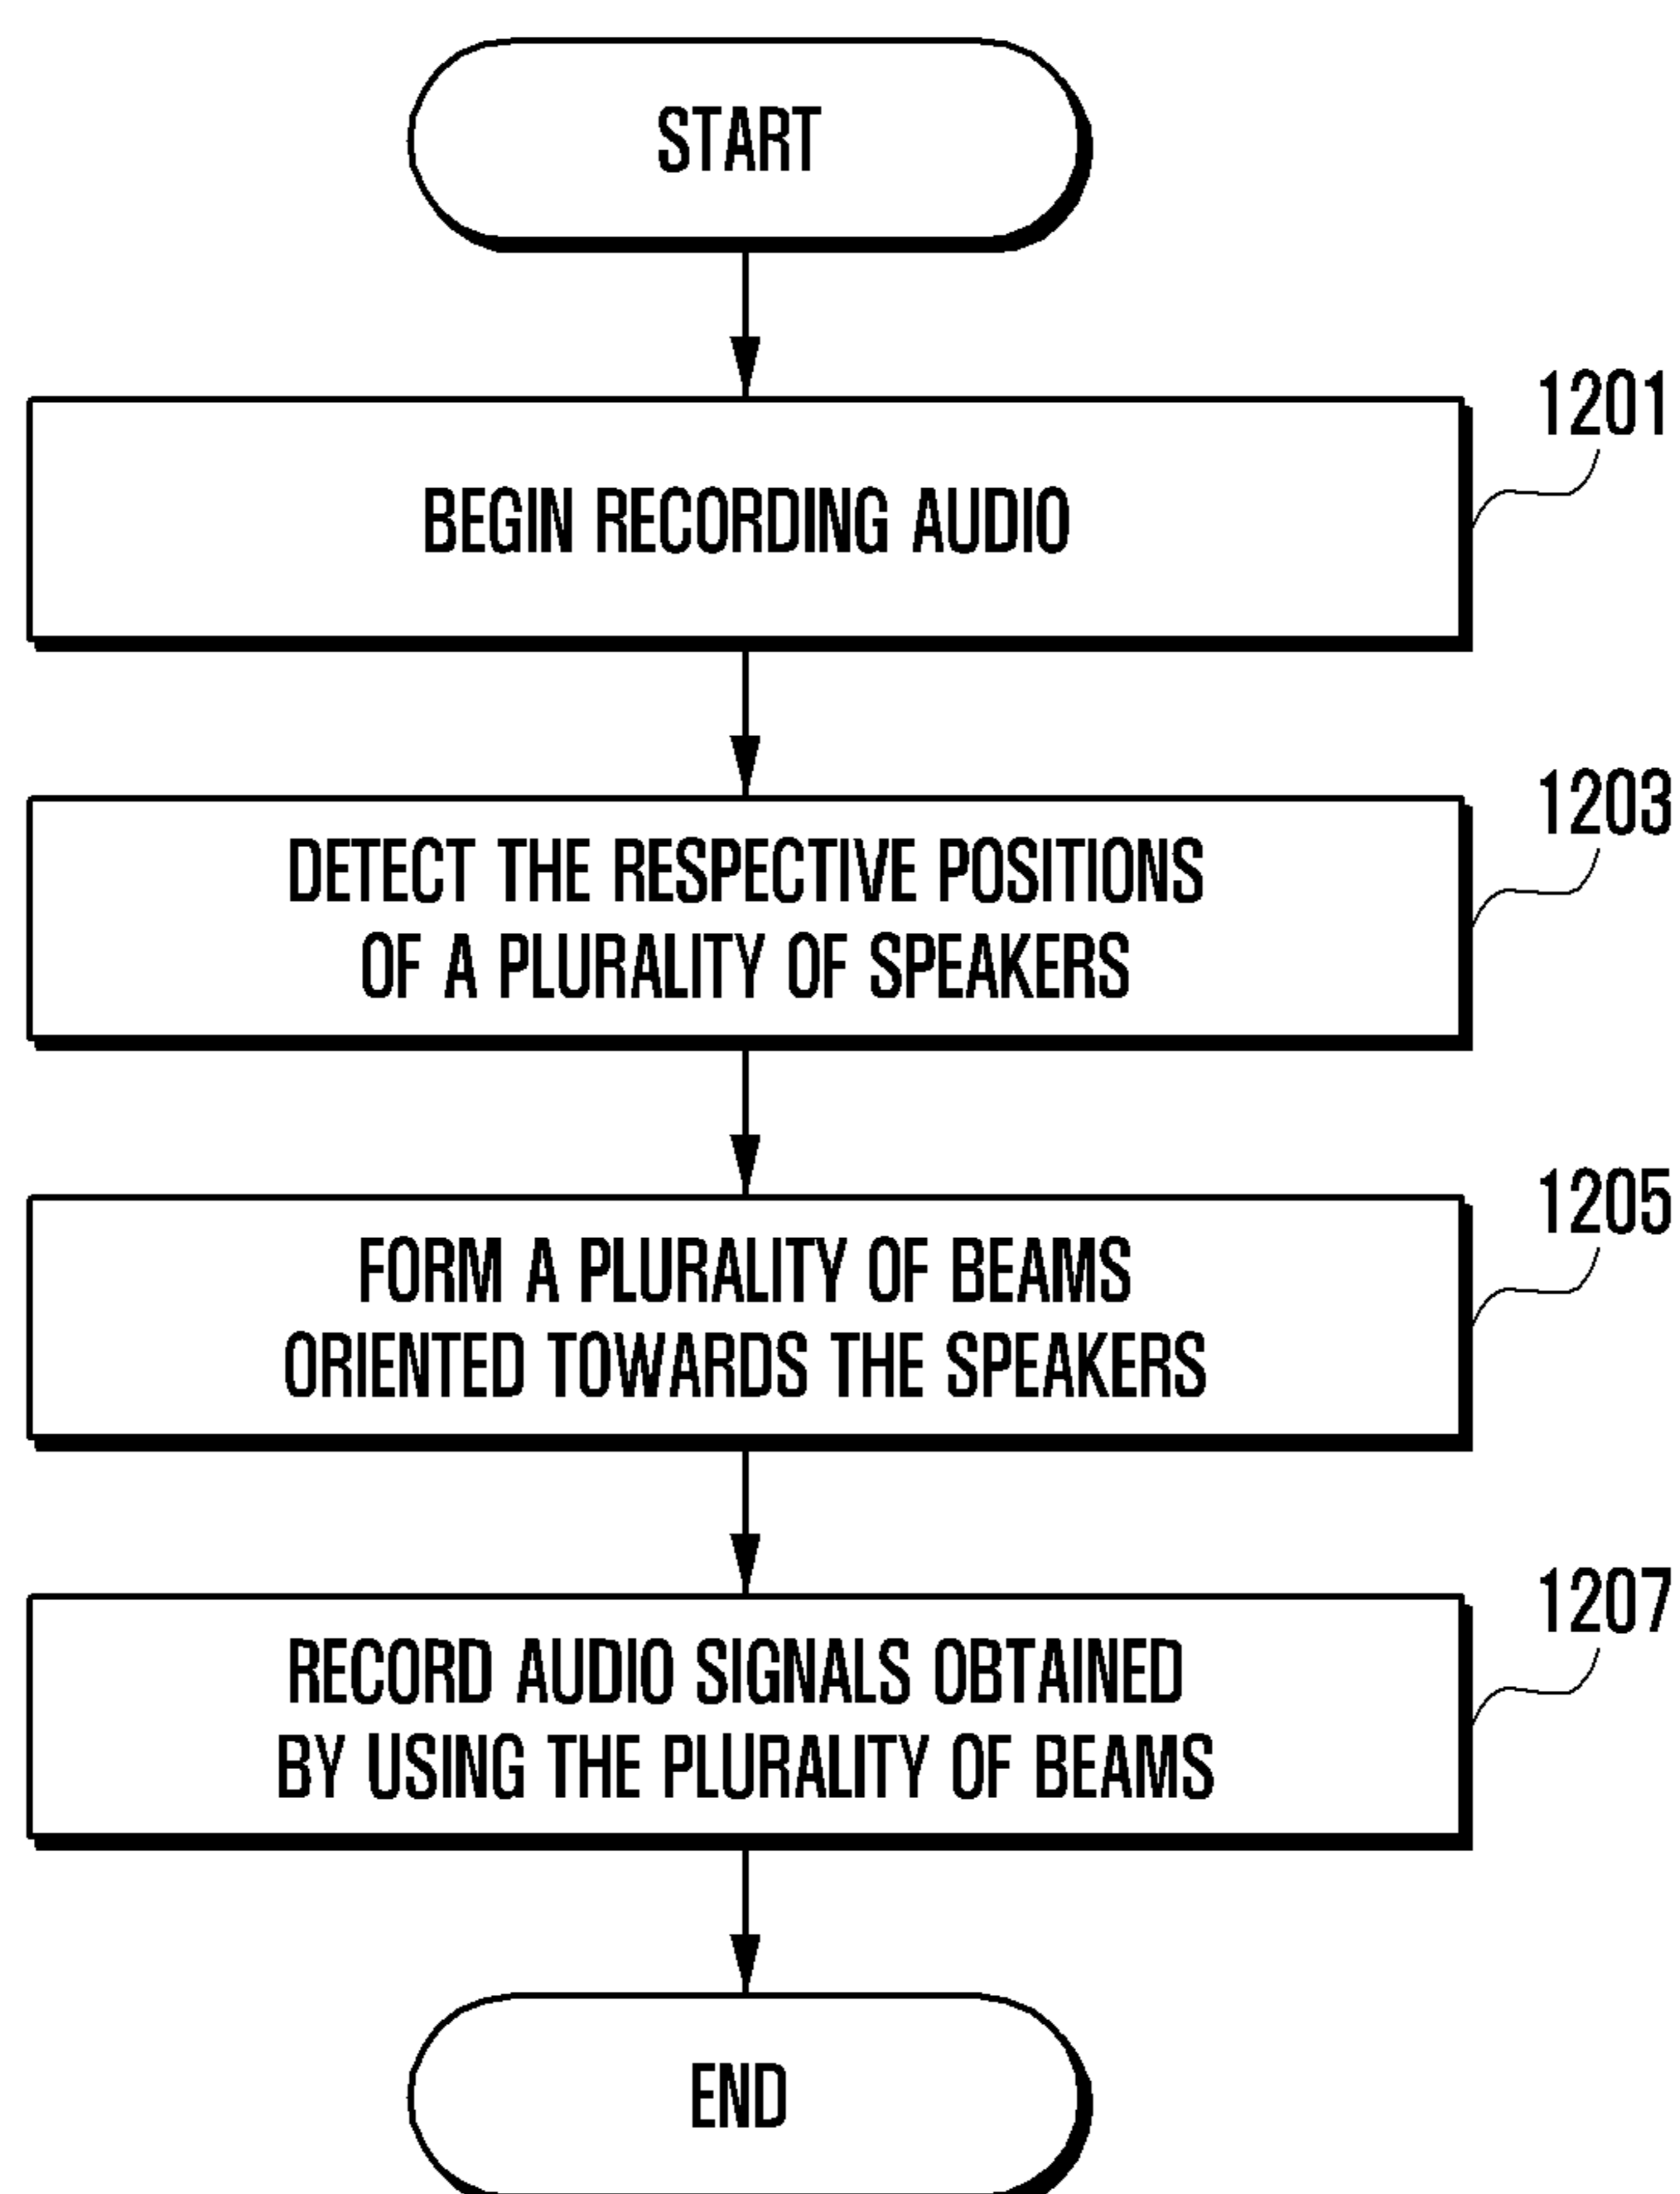 START
1201
BEGIN RECORDING AUDIO
1203
DETECT THE RESPECTIVE POSITIONS
OF A PLURALITY OF SPEAKERS
1205
FORM A PLURALITY OF BEAMS
ORIENTED TOWARDS THE SPEAKERS
1207
RECORD AUDIO SIGNALS OBTAINED
BY USING THE PLURALITY OF BEAMS
END